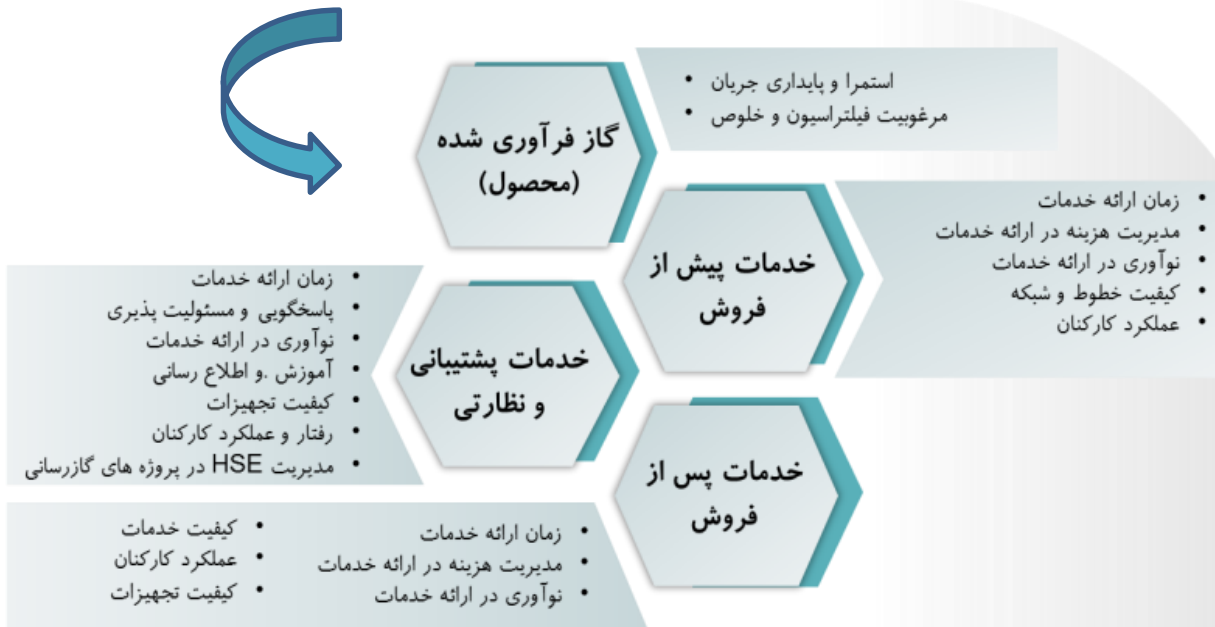 گاز فرآوری شده
(محصول)
• استمرا و پایداری جریان
• مرغوبیت فیلتراسیون و خلوص
خدمات پیش از
فروش
• زمان ارائه خدمات
• مدیریت هزینه در ارائه خدمات
• نوآوری در ارائه خدمات
• کیفیت خطوط و شبکه
• عملکرد کارکنان
خدمات پشتیبانی
و نظارتی
• زمان ارائه خدمات
• پاسخگویی و مسئولیت پذیری
• نوآوری در ارائه خدمات
• آموزش .و اطلاع رسانی
• کیفیت تجهیزات
• رفتار و عملکرد کارکنان
• مدیریت HSE در پروژه های گازرسانی
خدمات پس از
فروش
• زمان ارائه خدمات
• مدیریت هزینه در ارائه خدمات
• نوآوری در ارائه خدمات
• کیفیت خدمات
• عملکرد کارکنان
• کیفیت تجهیزات